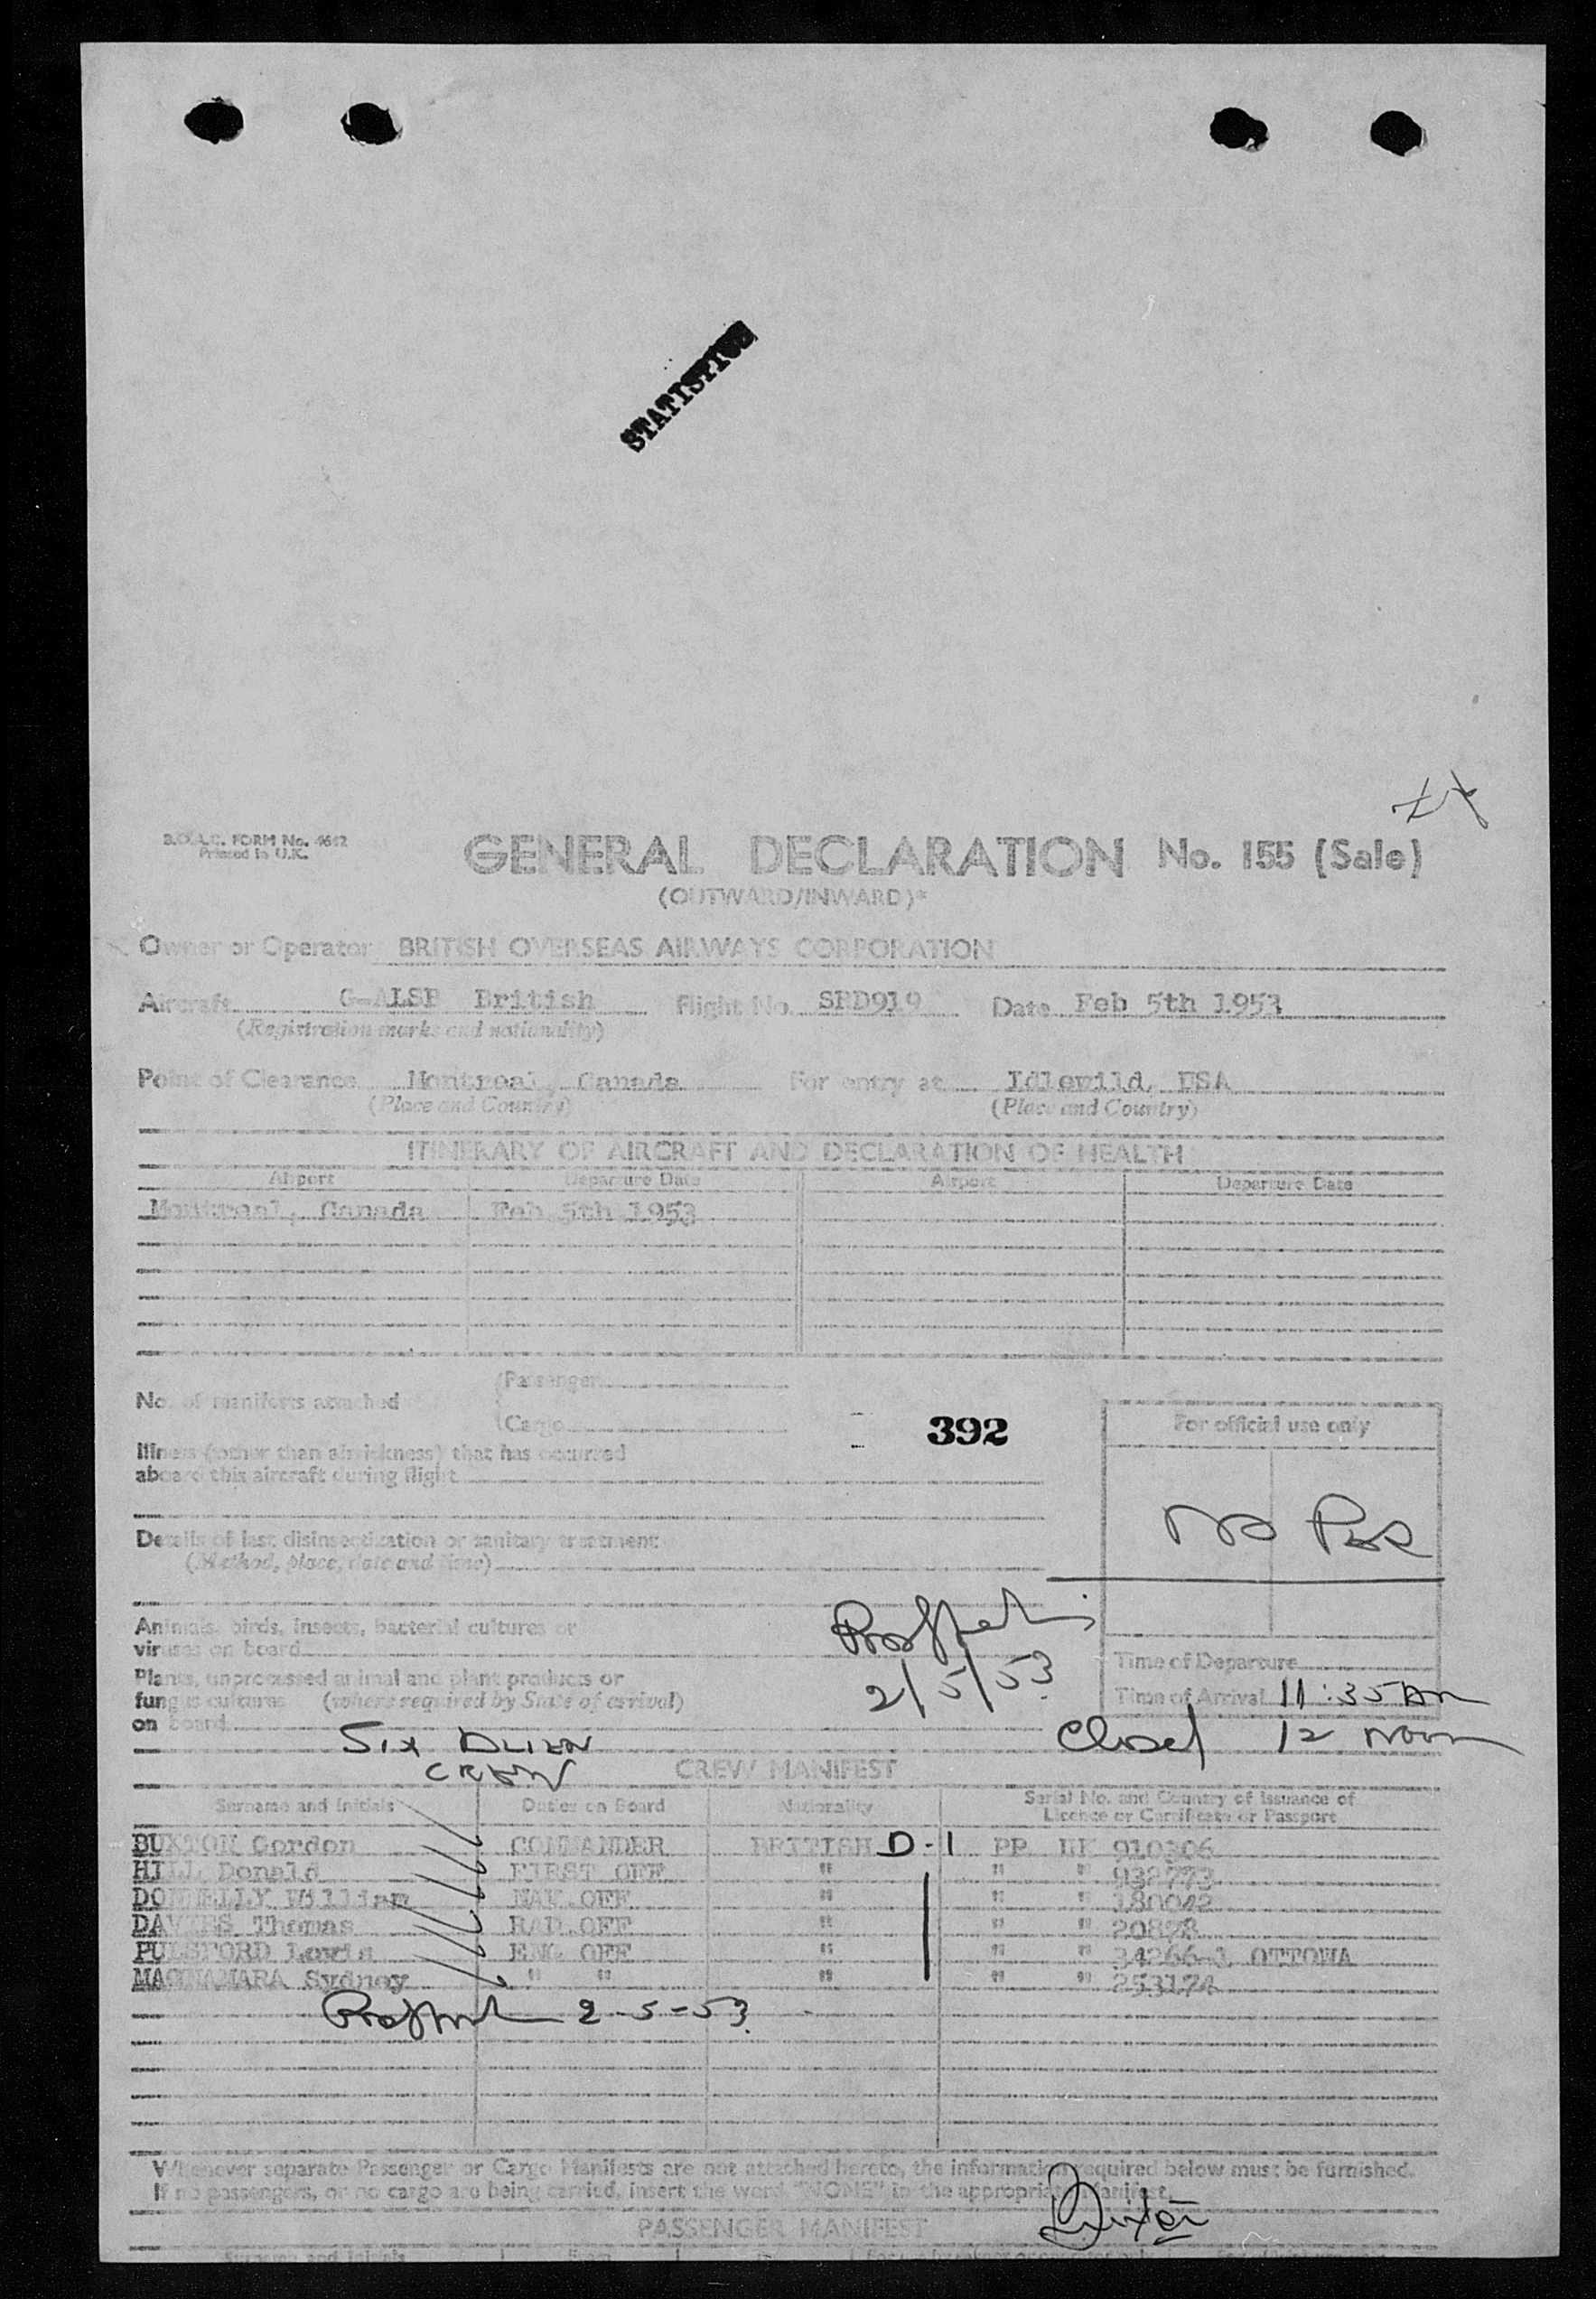 STATISTICS
B.O.A.C. FORM No. 4642
Printed in U.K.
GENERAL DECLARATION No. 155 (Sale)
(OUTWARD/INWARD)*
Owner or Operator BRITISH OVERSEAS AIRWAYS CORPORATION
Aircraft G-ALSB British Flight No. SPD919 Date Feb 5th 1953
(Registration marks and nationality)
Point of Clearance Montreal, Canada For entry at Idlewild, USA
(Place and Country) (Place and Country)
ITINERARY OF AIRCRAFT AND DECLARATION OF HEALTH
Airport Departure Date Airport Departure Date
Montreal, Canada Feb 5th 1953
(Passenger
No. of manifests attached
(Cargo
392
For official use only
Illness (other than airsickness) that has occurred
aboard this aircraft during flight
No
Details of last disinsectization or sanitary treatment
(Method, place, date and time)
Animals, birds, insects, bacterial cultures or
viruses on board
2/5/53
Plants, unprocessed animal and plant products or
fungus cultures (where required by State of arrival)
on board
Time of Departure
Time of Arrival 11:35 AM
Closed 12 noon
Six Alien
Crew
CREW MANIFEST
Surname and Initials Duties on Board Nationality Serial No. and Country of Issuance of
Licence or Certificate or Passport
BUXTON Gordon COMMANDER BRITISH D-1 PP UK 910306
HILL Donald FIRST OFF " " " 932773
DONNELLY William NAV.OFF " " " 180042
DAVIES Thomas RAD.OFF " " " 20878
PULSFORD Lewis ENG. OFF " " " 34266-1 OTTOWA
MACNAMARA Sydney " " " " " 253174
2-5-53
Whenever separate Passenger or Cargo Manifests are not attached hereto, the information required below must be furnished.
If no passengers, or no cargo are being carried, insert the word "NONE" in the appropriate Manifest.
PASSENGER MANIFEST
Surname and Initials From